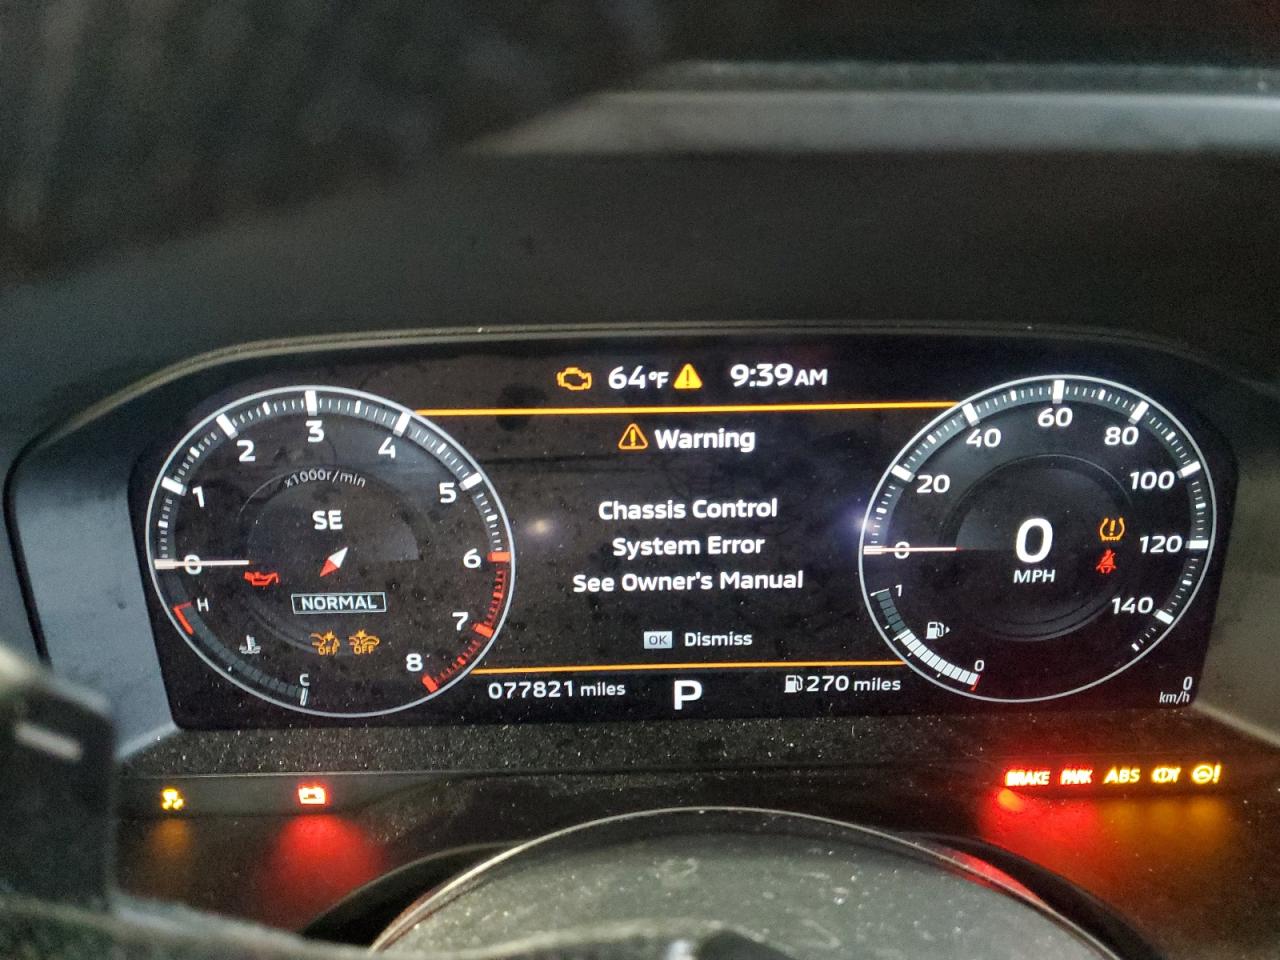 64°F 9:39AM
Warning
Chassis Control
System Error
See Owner's Manual
OK Dismiss
077821 miles P 270 miles
0 1 2 3 4 5 6 7 8
x1000r/min
SE
NORMAL
H
C
OFF OFF
0 20 40 60 80 100 120 140
0
MPH
1
0
0
km/h
BRAKE PARK ABS